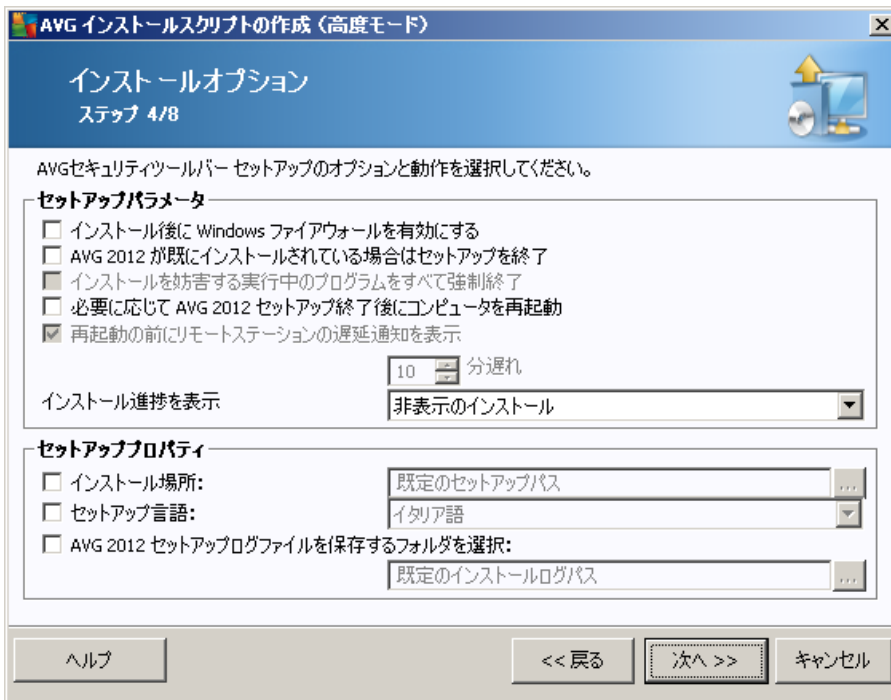 AVG インストールスクリプトの作成（高度モード）
インストールオプション
ステップ 4/8
AVGセキュリティツールバー セットアップのオプションと動作を選択してください。
セットアップパラメータ
インストール後に Windows ファイアウォールを有効にする
AVG 2012 が既にインストールされている場合はセットアップを終了
インストールを妨害する実行中のプログラムをすべて強制終了
必要に応じて AVG 2012 セットアップ終了後にコンピュータを再起動
再起動の前にリモートステーションの遅延通知を表示
10 分遅れ
インストール進捗を表示 非表示のインストール
セットアッププロパティ
インストール場所: 既定のセットアップパス ...
セットアップ言語: イタリア語
AVG 2012 セットアップログファイルを保存するフォルダを選択:
既定のインストールログパス ...
ヘルプ << 戻る 次へ >> キャンセル